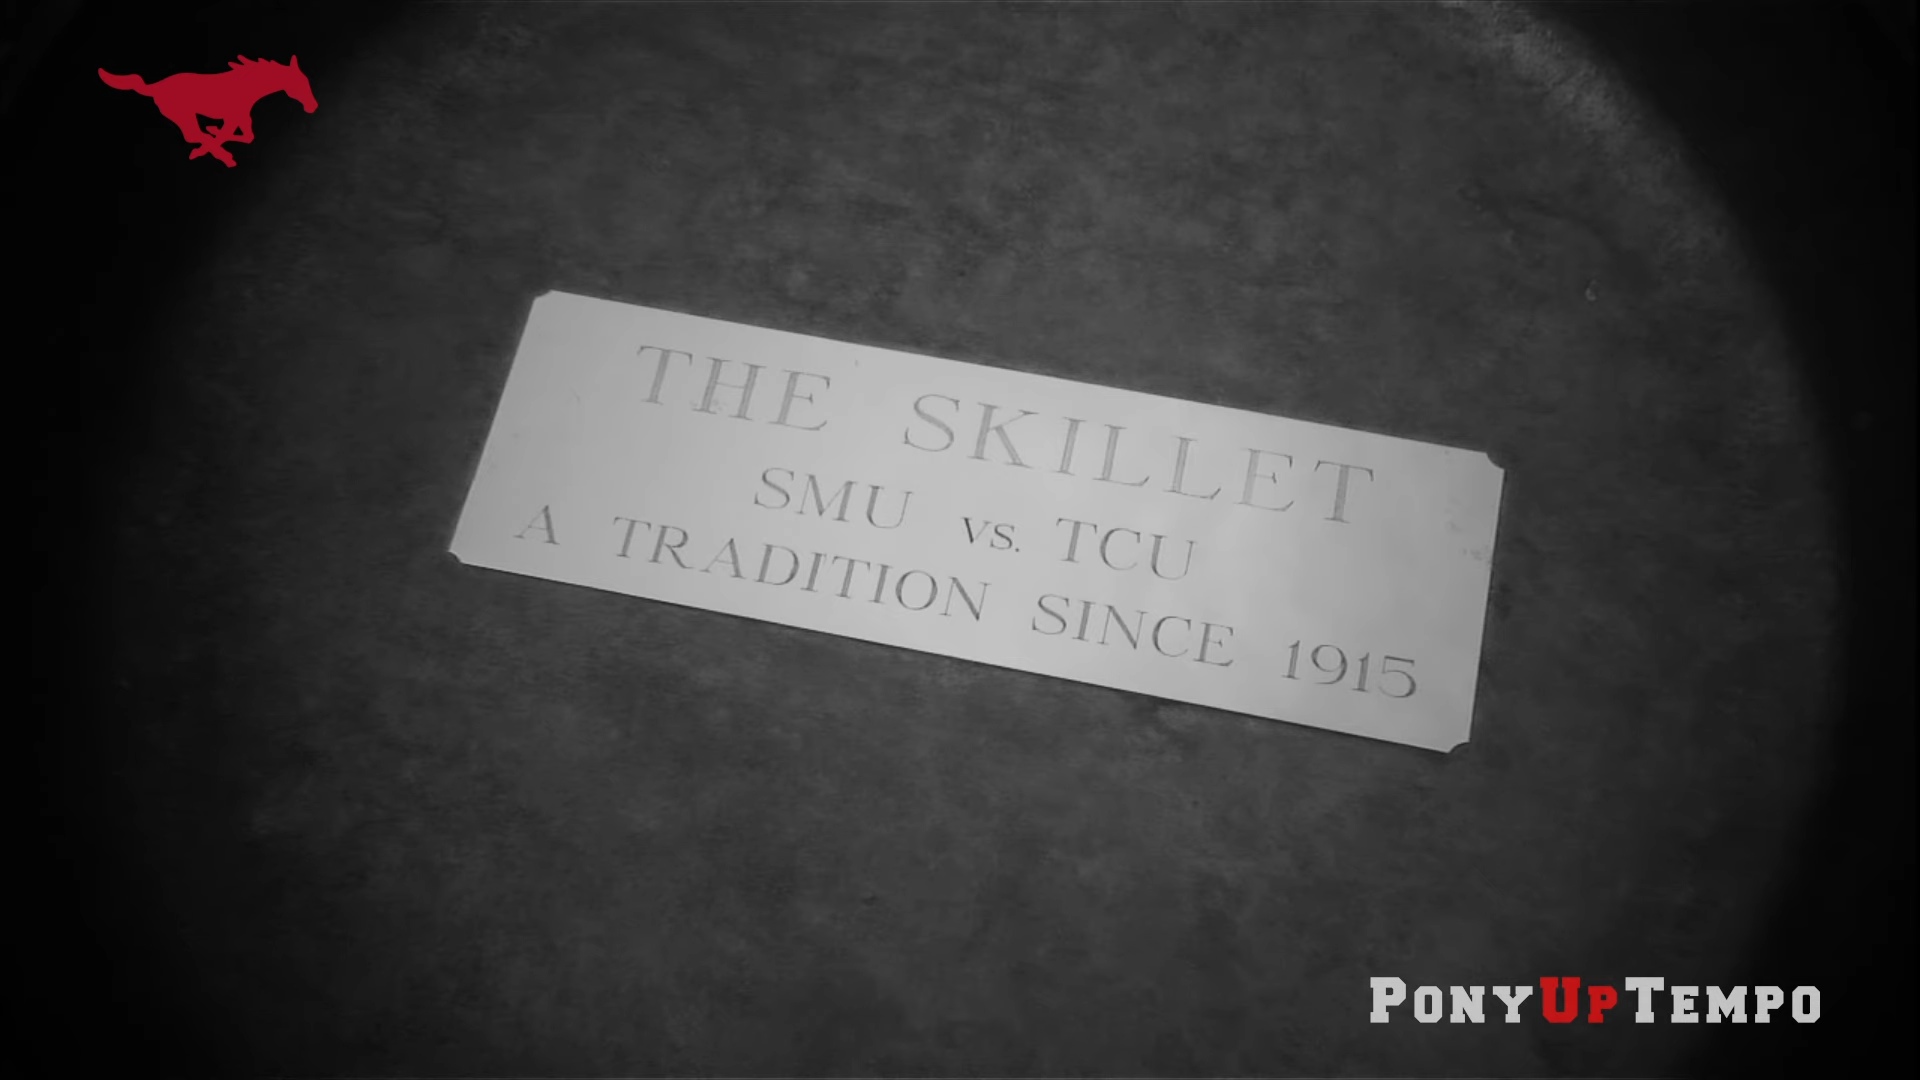 THE SKILLET
SMU vs. TCU
A TRADITION SINCE 1915
PONYUPTEMPO